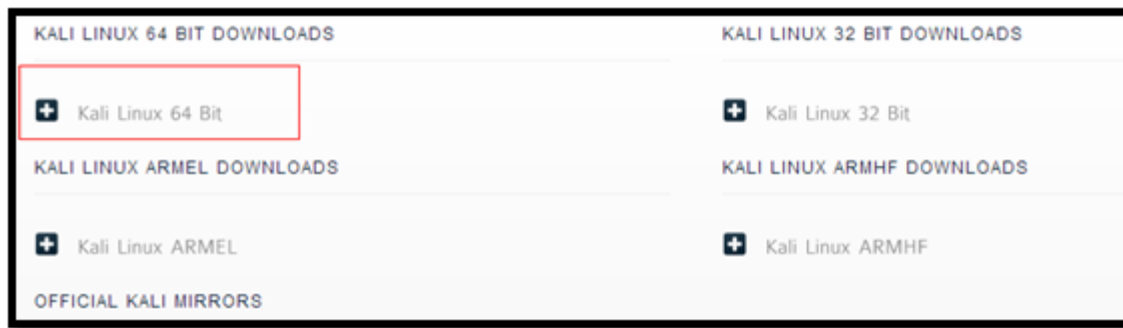 KALI LINUX 64 BIT DOWNLOADS
KALI LINUX 32 BIT DOWNLOADS
Kali Linux 64 Bit
Kali Linux 32 Bit
KALI LINUX ARMEL DOWNLOADS
KALI LINUX ARMHF DOWNLOADS
Kali Linux ARMEL
Kali Linux ARMHF
OFFICIAL KALI MIRRORS